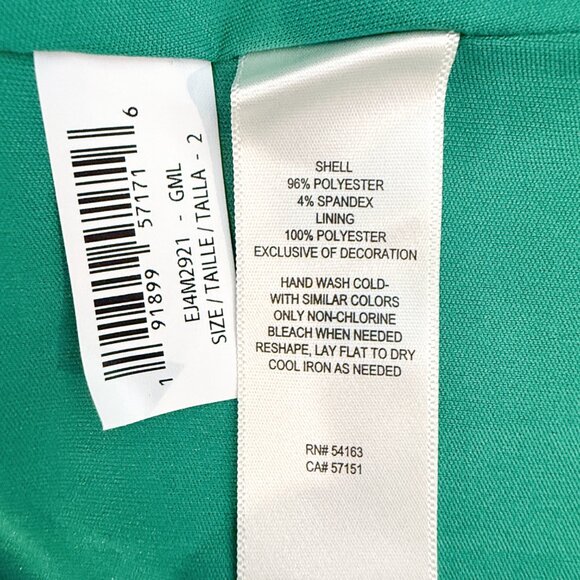 1 91899 57171 6
EJ4M2921 - GML
SIZE / TAILLE / TALLA - 2
SHELL
96% POLYESTER
4% SPANDEX
LINING
100% POLYESTER
EXCLUSIVE OF DECORATION
HAND WASH COLD-
WITH SIMILAR COLORS
ONLY NON-CHLORINE
BLEACH WHEN NEEDED
RESHAPE, LAY FLAT TO DRY
COOL IRON AS NEEDED
RN# 54163
CA# 57151